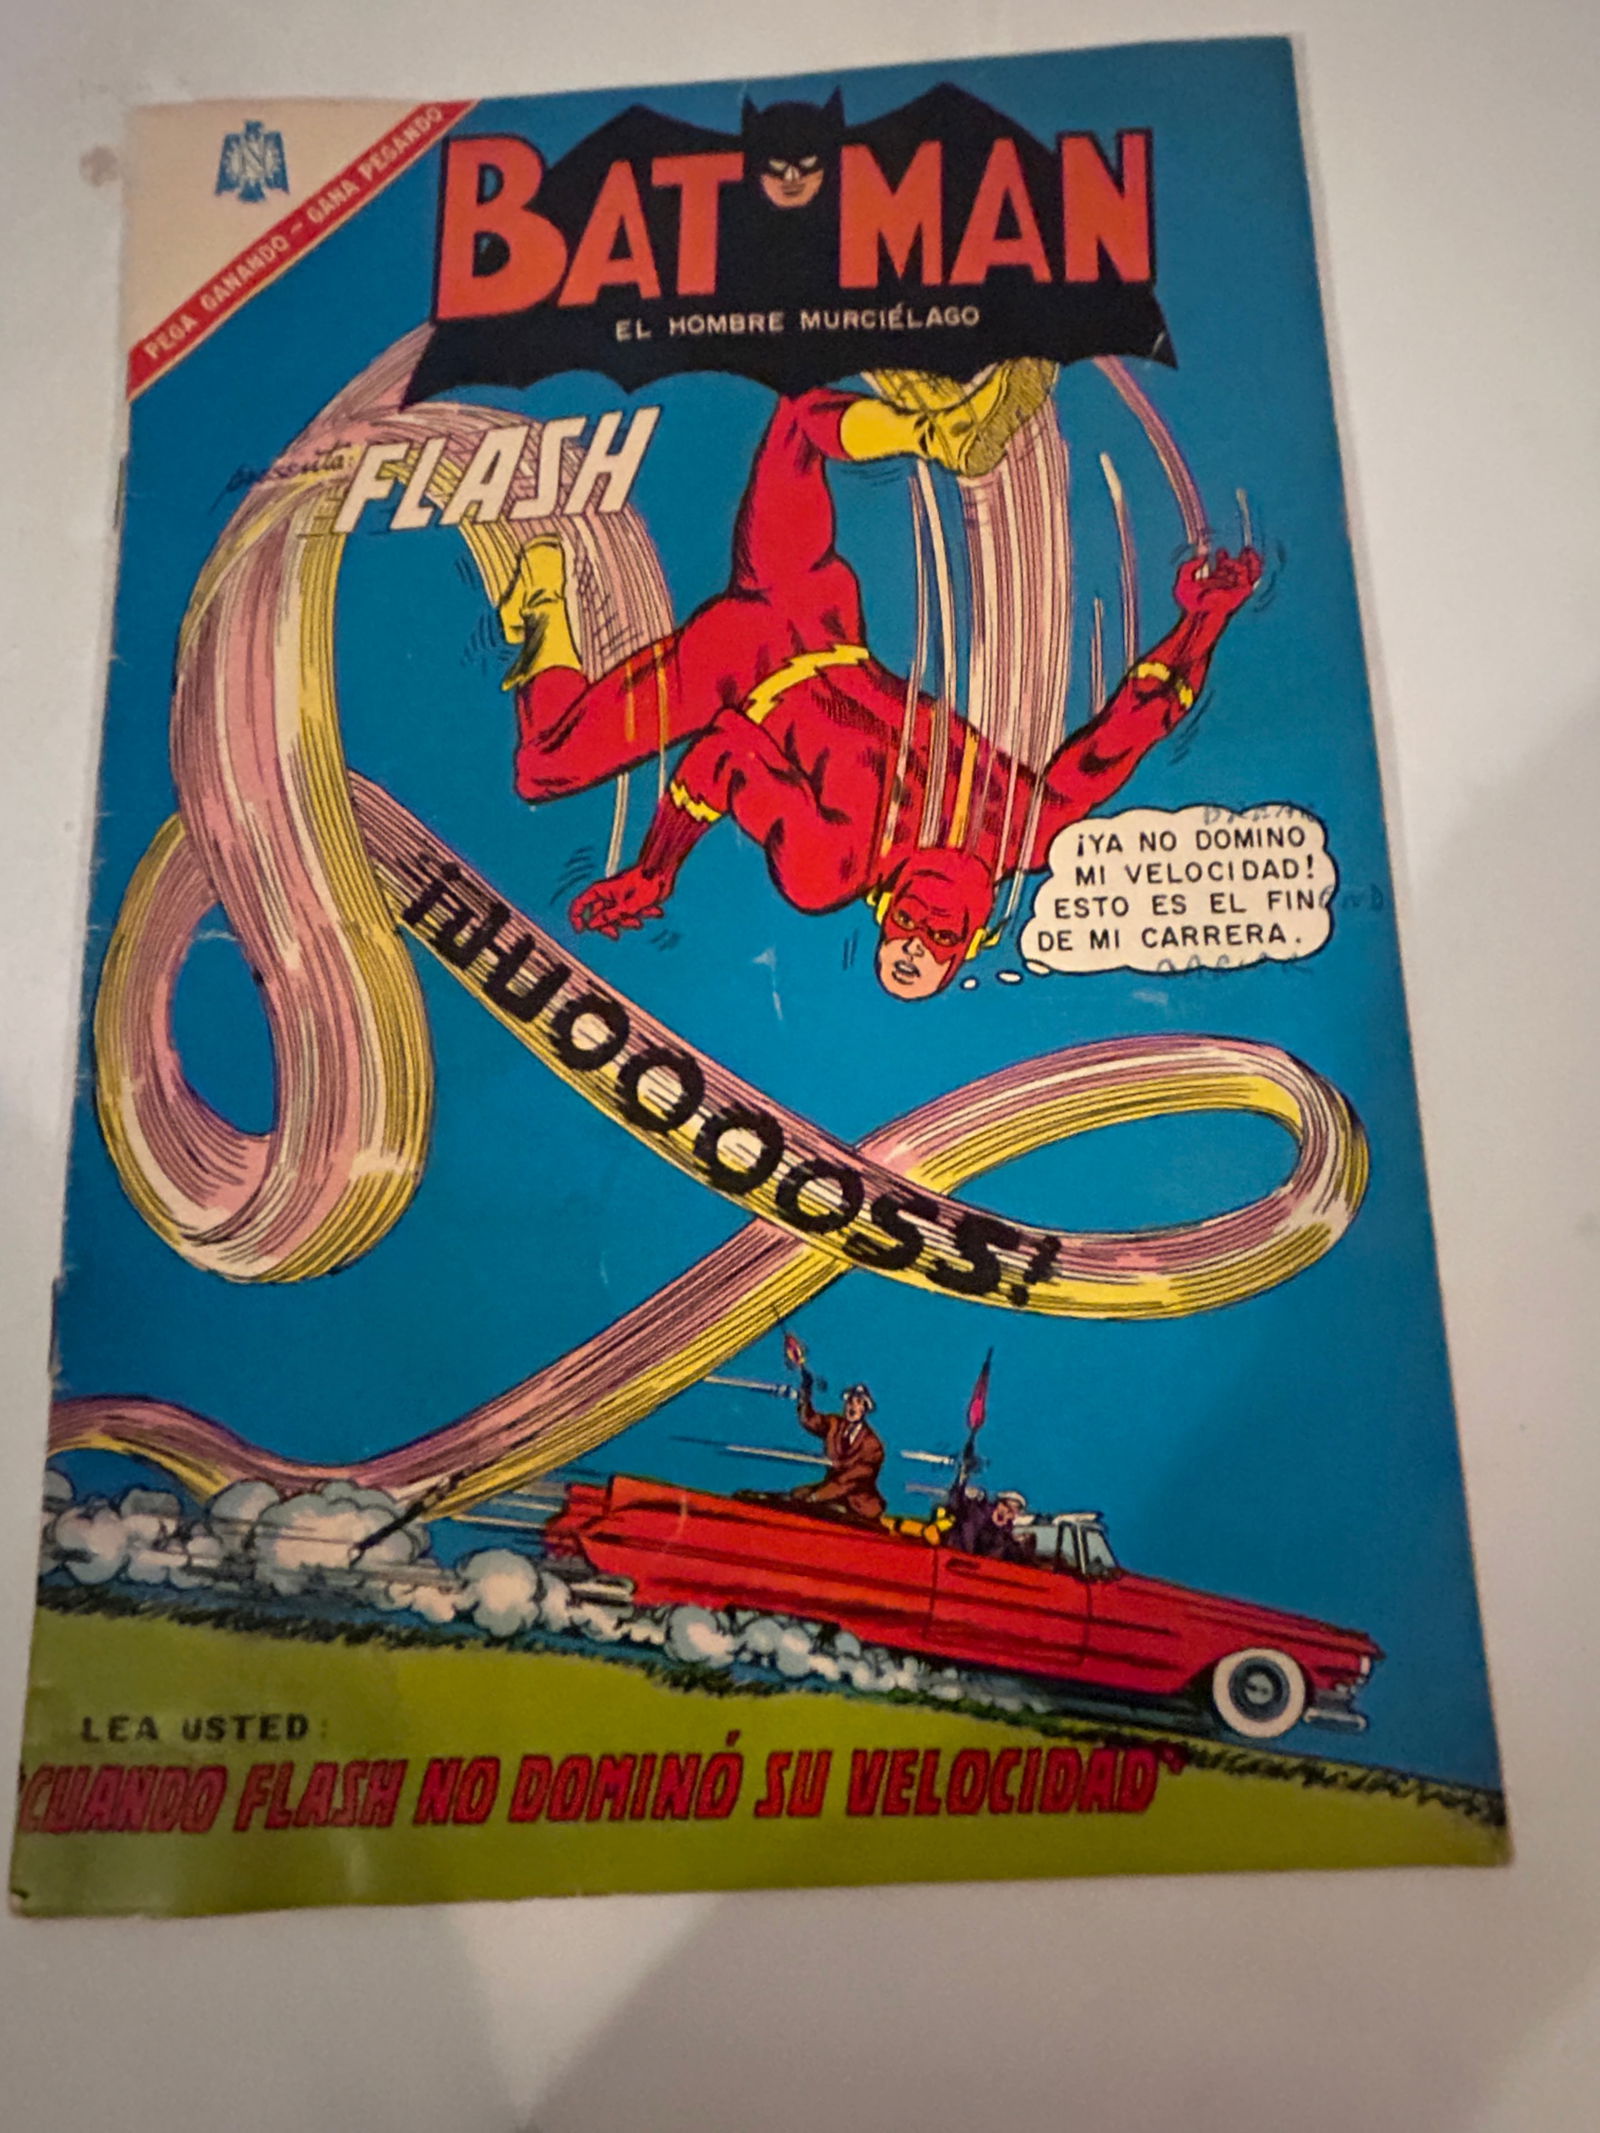 PEGA GANANDO - GANA PEGANDO
N
BATMAN
EL HOMBRE MURCIÉLAGO
presenta:
FLASH
¡YA NO DOMINO
MI VELOCIDAD!
ESTO ES EL FIN
DE MI CARRERA.
LEA USTED:
"CUANDO FLASH NO DOMINÓ SU VELOCIDAD"